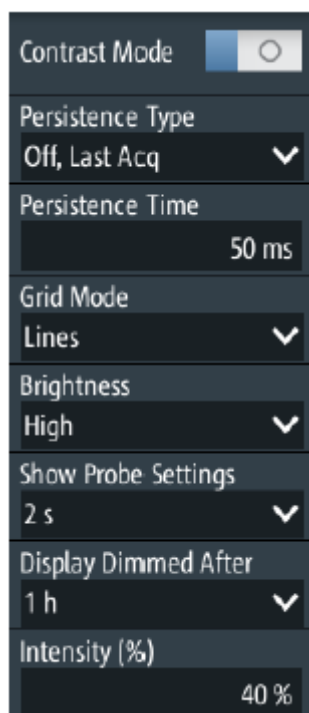 Contrast Mode
Persistence Type
Off, Last Acq
Persistence Time
50 ms
Grid Mode
Lines
Brightness
High
Show Probe Settings
2 s
Display Dimmed After
1 h
Intensity (%)
40 %